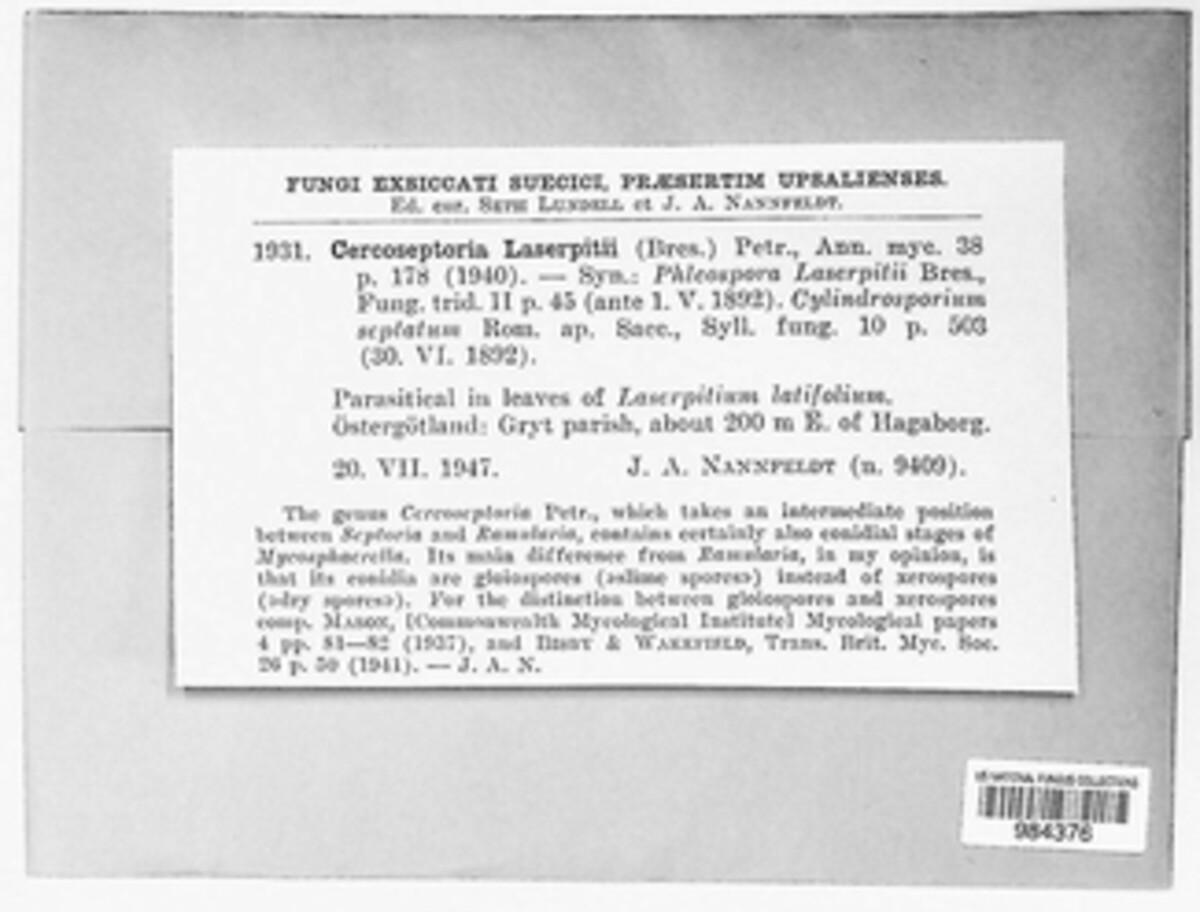 FUNGI EXSICCATI SUECICI, PRÆSERTIM UPSALIENSES.
Ed. cur. SETH LUNDELL et J. A. NANNFELDT.
1931. Cercoseptoria Laserpitii (Bres.) Petr., Ann. myc. 38
p. 178 (1940). — Syn.: Phleospora Laserpitii Bres.,
Fung. trid. II p. 45 (ante 1. V. 1892). Cylindrosporium
septatum Rom. ap. Sacc., Syll. fung. 10 p. 503
(30. VI. 1892).
Parasitical in leaves of Laserpitium latifolium.
Östergötland: Gryt parish, about 200 m E. of Hagaborg.
20. VII. 1947. J. A. NANNFELDT (n. 9409).
The genus Cercoseptoria Petr., which takes an intermediate position
between Septoria and Ramularia, contains certainly also conidial stages of
Mycosphaerella. Its main difference from Ramularia, in my opinion, is
that its conidia are gloiospores (»slime spores») instead of xerospores
(»dry spores»). For the distinction between gloiospores and xerospores
comp. MASON, [Commonwealth Mycological Institute] Mycological papers
4 pp. 81—82 (1937), and BISBY & WAKEFIELD, Trans. Brit. Myc. Soc.
26 p. 50 (1941). — J. A. N.
US NATIONAL FUNGUS COLLECTIONS
984376